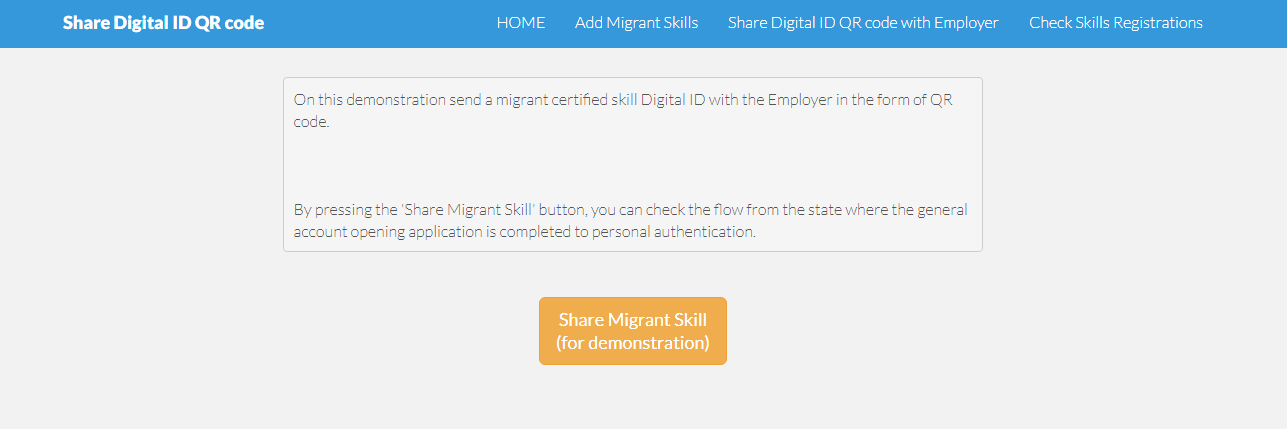 Share Digital ID QR code
HOME
Add Migrant Skills
Share Digital ID QR code with Employer
Check Skills Registrations
On this demonstration send a migrant certified skill Digital ID with the Employer in the form of QR
code.
By pressing the 'Share Migrant Skill' button, you can check the flow from the state where the general
account opening application is completed to personal authentication.
Share Migrant Skill
(for demonstration)